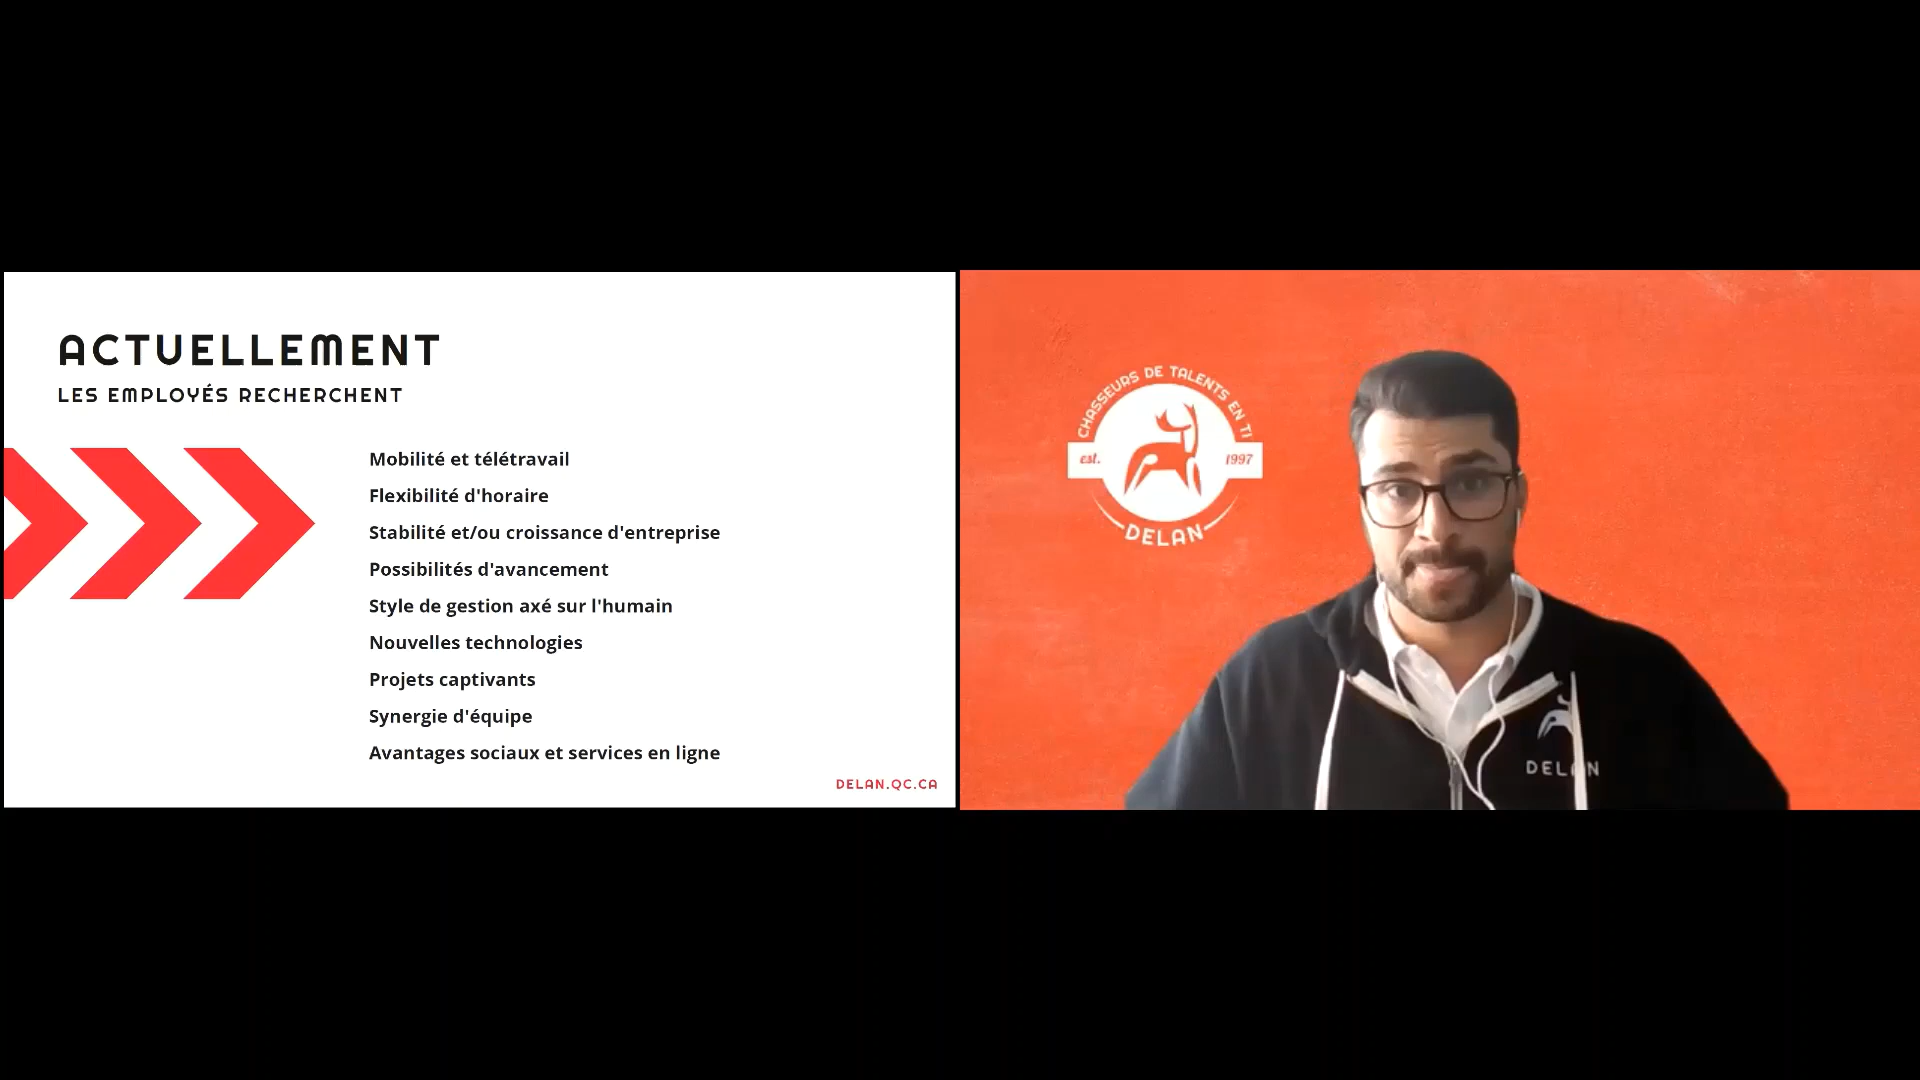 ACTUELLEMENT
LES EMPLOYÉS RECHERCHENT
Mobilité et télétravail
Flexibilité d'horaire
Stabilité et/ou croissance d'entreprise
Possibilités d'avancement
Style de gestion axé sur l'humain
Nouvelles technologies
Projets captivants
Synergie d'équipe
Avantages sociaux et services en ligne
DELAN.QC.CA
CHASSEURS DE TALENTS EN TI
est. 1997
DELAN
DELAN